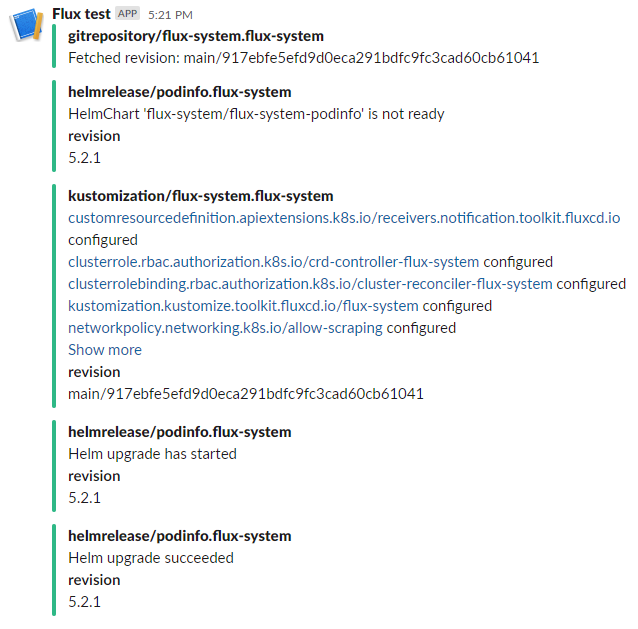 Flux test APP 5:21 PM
gitrepository/flux-system.flux-system
Fetched revision: main/917ebfe5efd9d0eca291bdfc9fc3cad60cb61041
helmrelease/podinfo.flux-system
HelmChart 'flux-system/flux-system-podinfo' is not ready
revision
5.2.1
kustomization/flux-system.flux-system
customresourcedefinition.apiextensions.k8s.io/receivers.notification.toolkit.fluxcd.io
configured
clusterrole.rbac.authorization.k8s.io/crd-controller-flux-system configured
clusterrolebinding.rbac.authorization.k8s.io/cluster-reconciler-flux-system configured
kustomization.kustomize.toolkit.fluxcd.io/flux-system configured
networkpolicy.networking.k8s.io/allow-scraping configured
Show more
revision
main/917ebfe5efd9d0eca291bdfc9fc3cad60cb61041
helmrelease/podinfo.flux-system
Helm upgrade has started
revision
5.2.1
helmrelease/podinfo.flux-system
Helm upgrade succeeded
revision
5.2.1